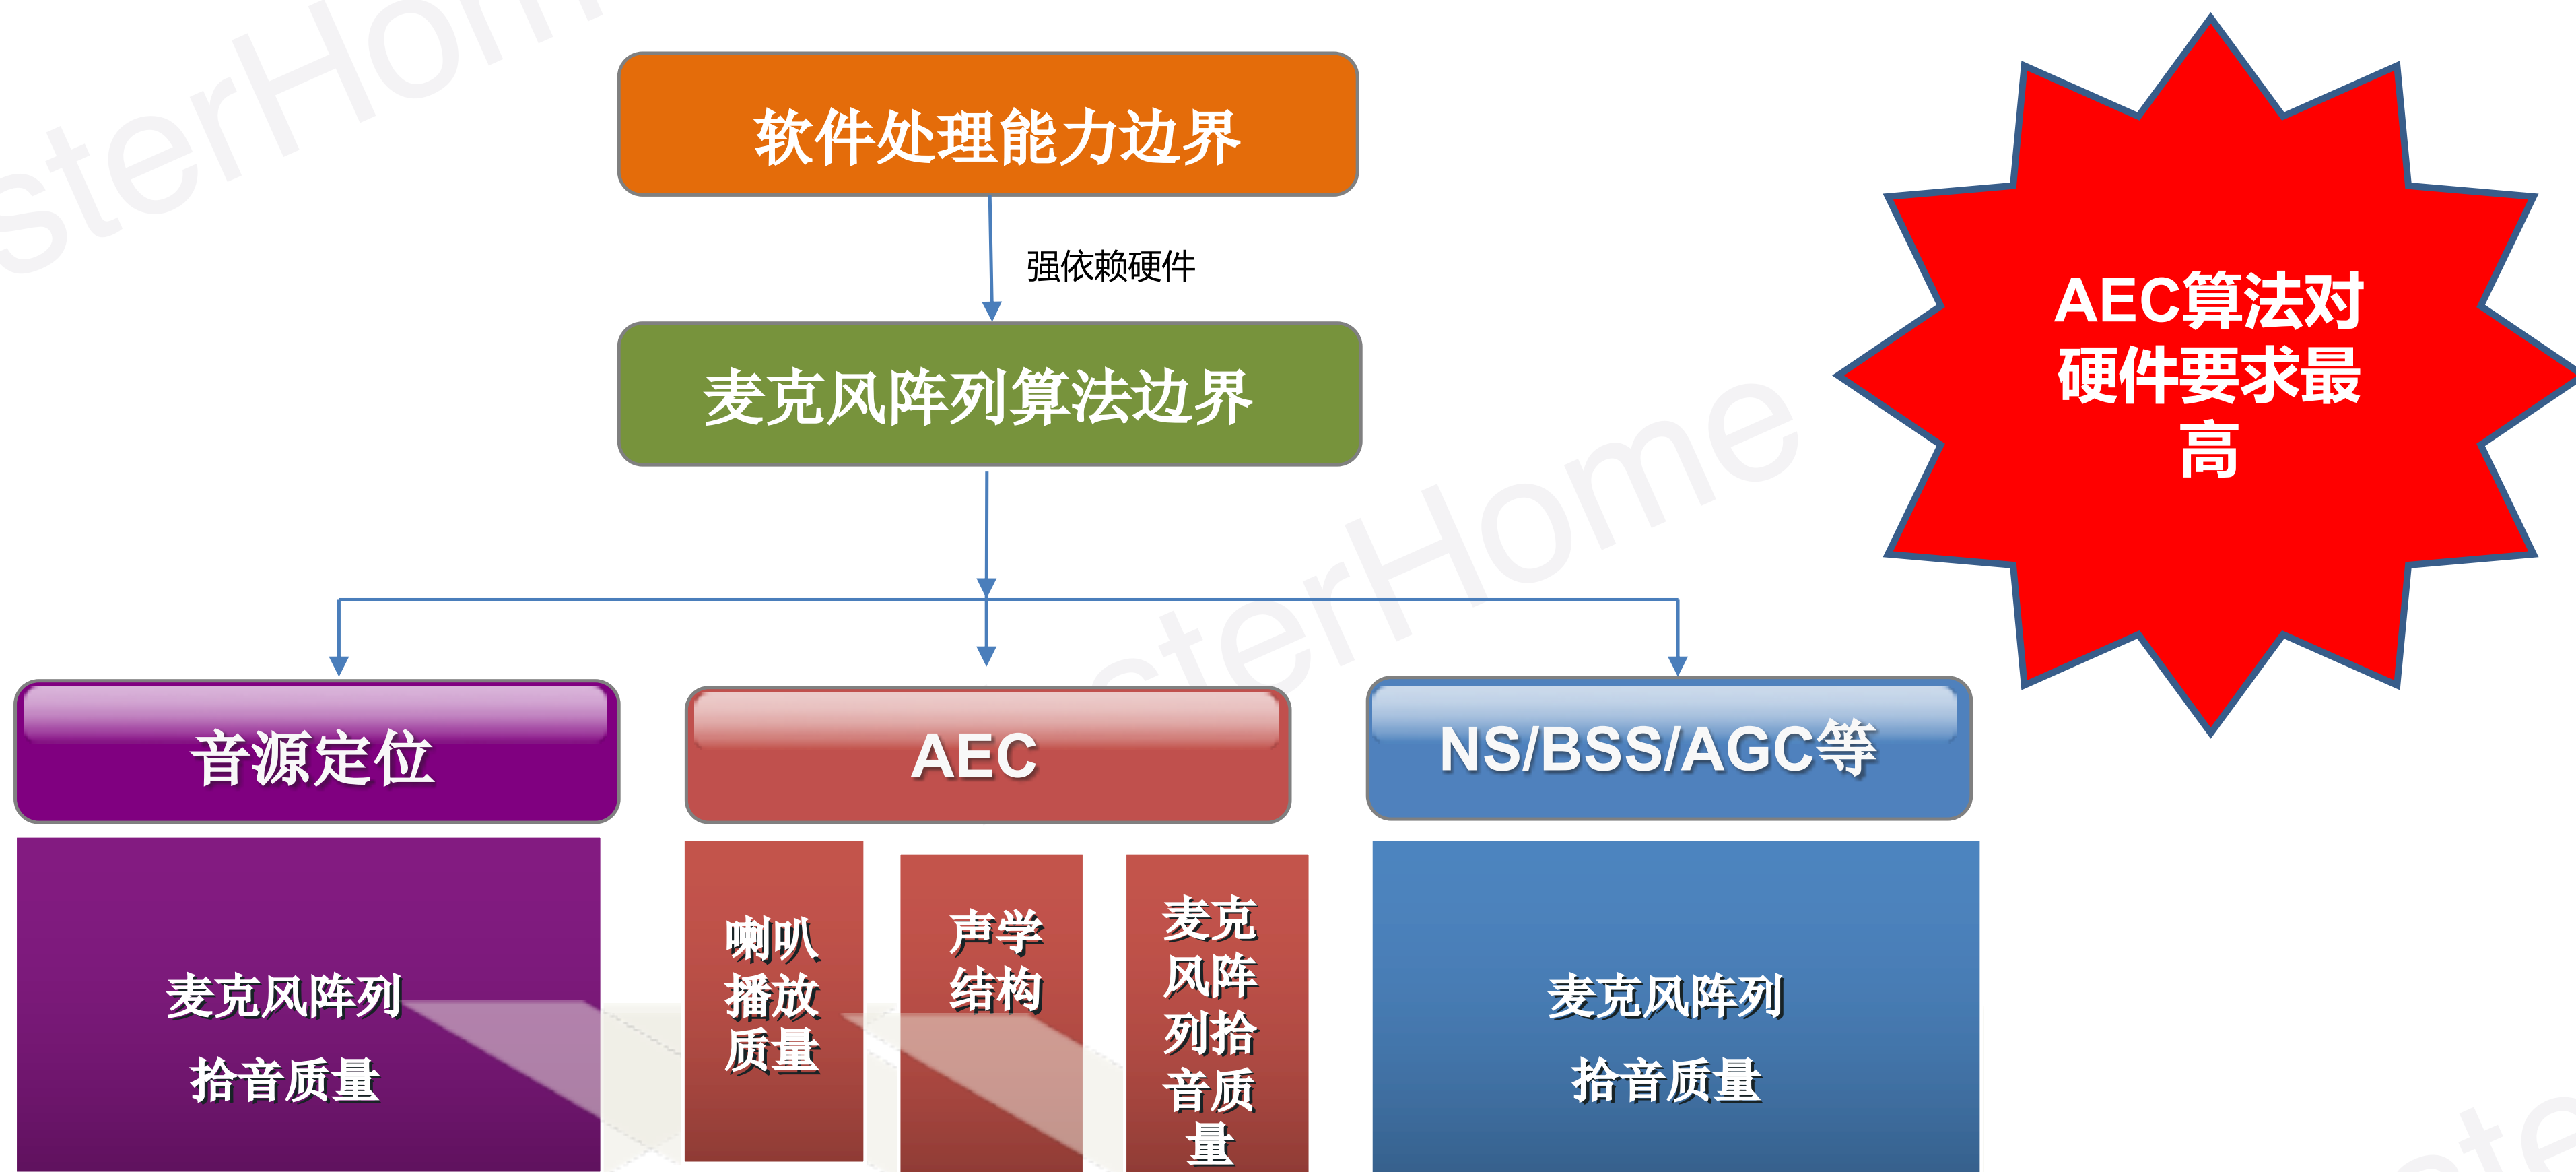 软件处理能力边界
强依赖硬件
麦克风阵列算法边界
AEC算法对
硬件要求最
高
音源定位
AEC
NS/BSS/AGC等
麦克风阵列
拾音质量
喇叭
播放
质量
声学
结构
麦克
风阵
列拾
音质
量
麦克风阵列
拾音质量
sterHome
sterHome
ste